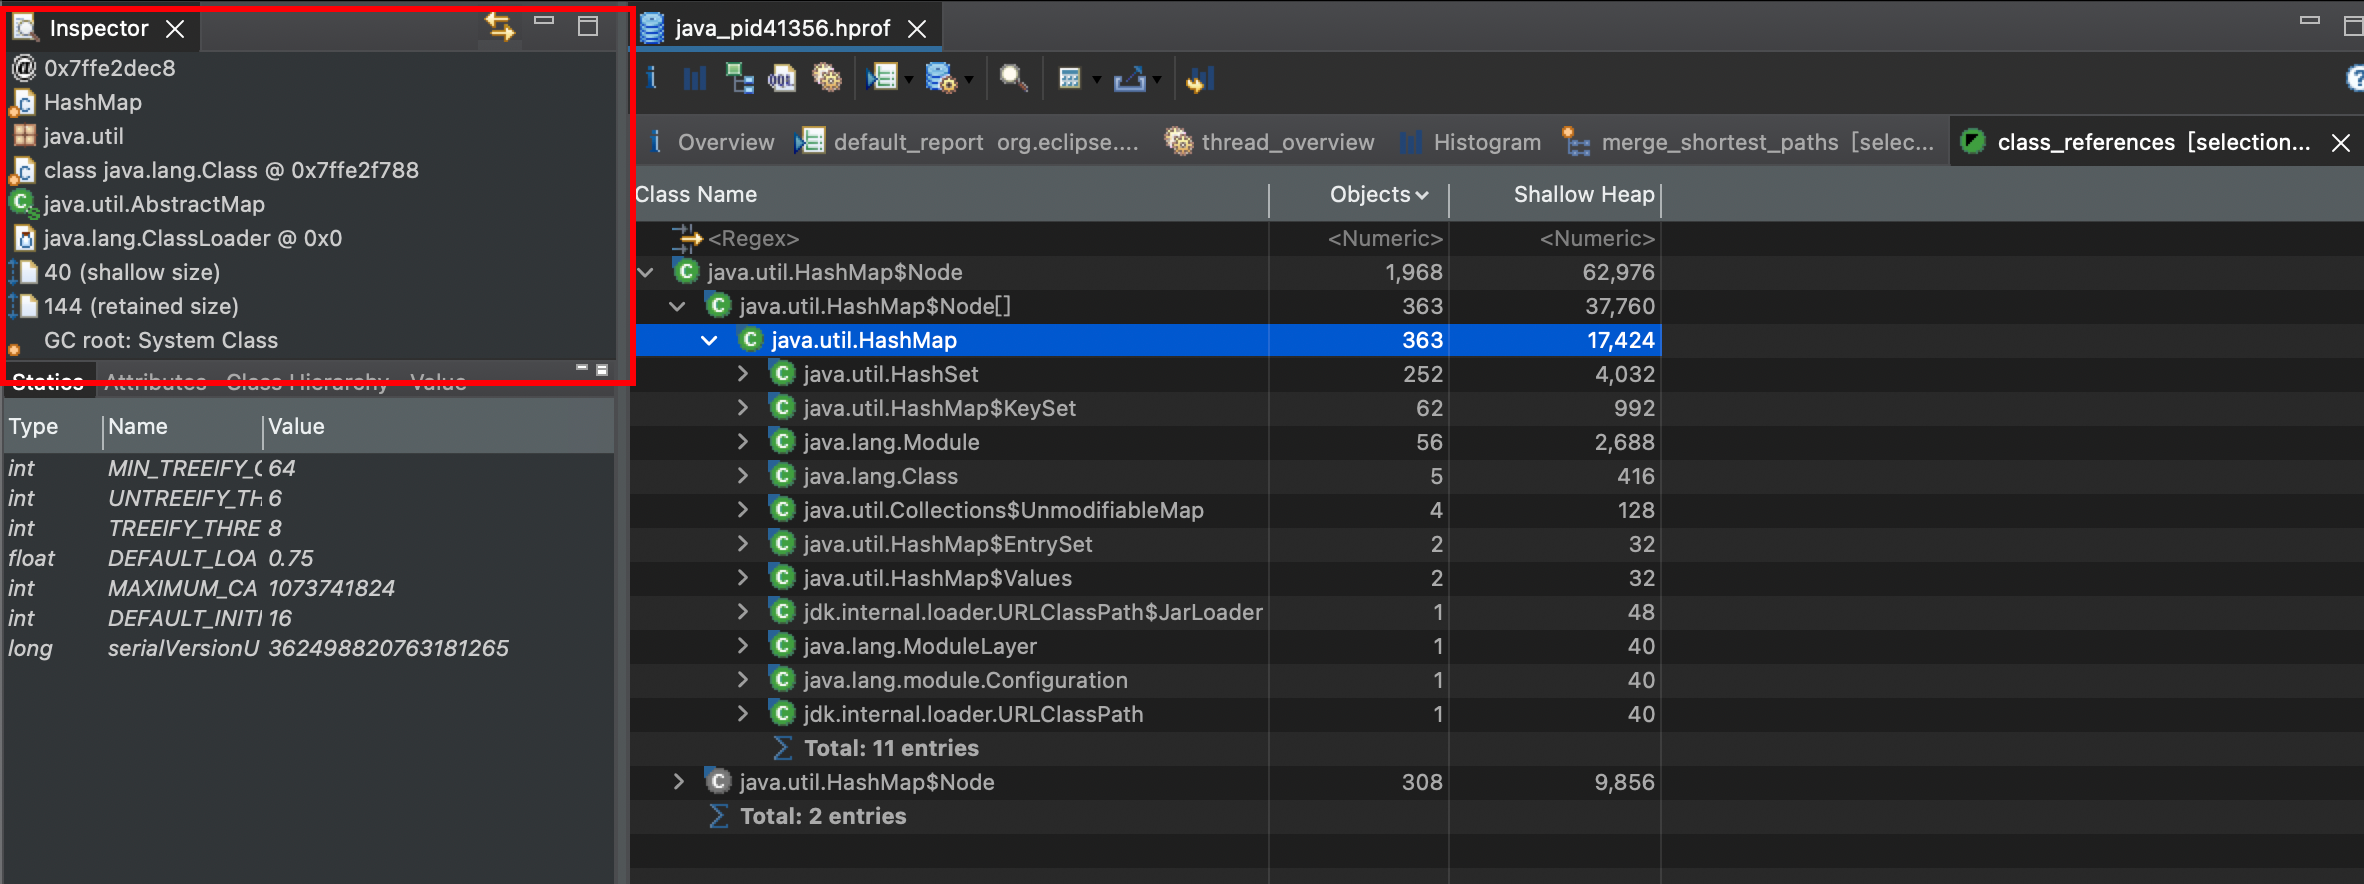 Inspector
@ 0x7ffe2dec8
HashMap
java.util
class java.lang.Class @ 0x7ffe2f788
java.util.AbstractMap
java.lang.ClassLoader @ 0x0
40 (shallow size)
144 (retained size)
GC root: System Class
Statics Attributes Class Hierarchy Value
Type Name Value
int MIN_TREEIFY_C 64
int UNTREEIFY_TH 6
int TREEIFY_THRE 8
float DEFAULT_LOA 0.75
int MAXIMUM_CA 1073741824
int DEFAULT_INITI 16
long serialVersionU 362498820763181265
java_pid41356.hprof
i OQL
i Overview default_report org.eclipse.... thread_overview Histogram merge_shortest_paths [selec... class_references [selection...
Class Name Objects Shallow Heap
<Regex> <Numeric> <Numeric>
java.util.HashMap$Node 1,968 62,976
java.util.HashMap$Node[] 363 37,760
java.util.HashMap 363 17,424
java.util.HashSet 252 4,032
java.util.HashMap$KeySet 62 992
java.lang.Module 56 2,688
java.lang.Class 5 416
java.util.Collections$UnmodifiableMap 4 128
java.util.HashMap$EntrySet 2 32
java.util.HashMap$Values 2 32
jdk.internal.loader.URLClassPath$JarLoader 1 48
java.lang.ModuleLayer 1 40
java.lang.module.Configuration 1 40
jdk.internal.loader.URLClassPath 1 40
Total: 11 entries
java.util.HashMap$Node 308 9,856
Total: 2 entries